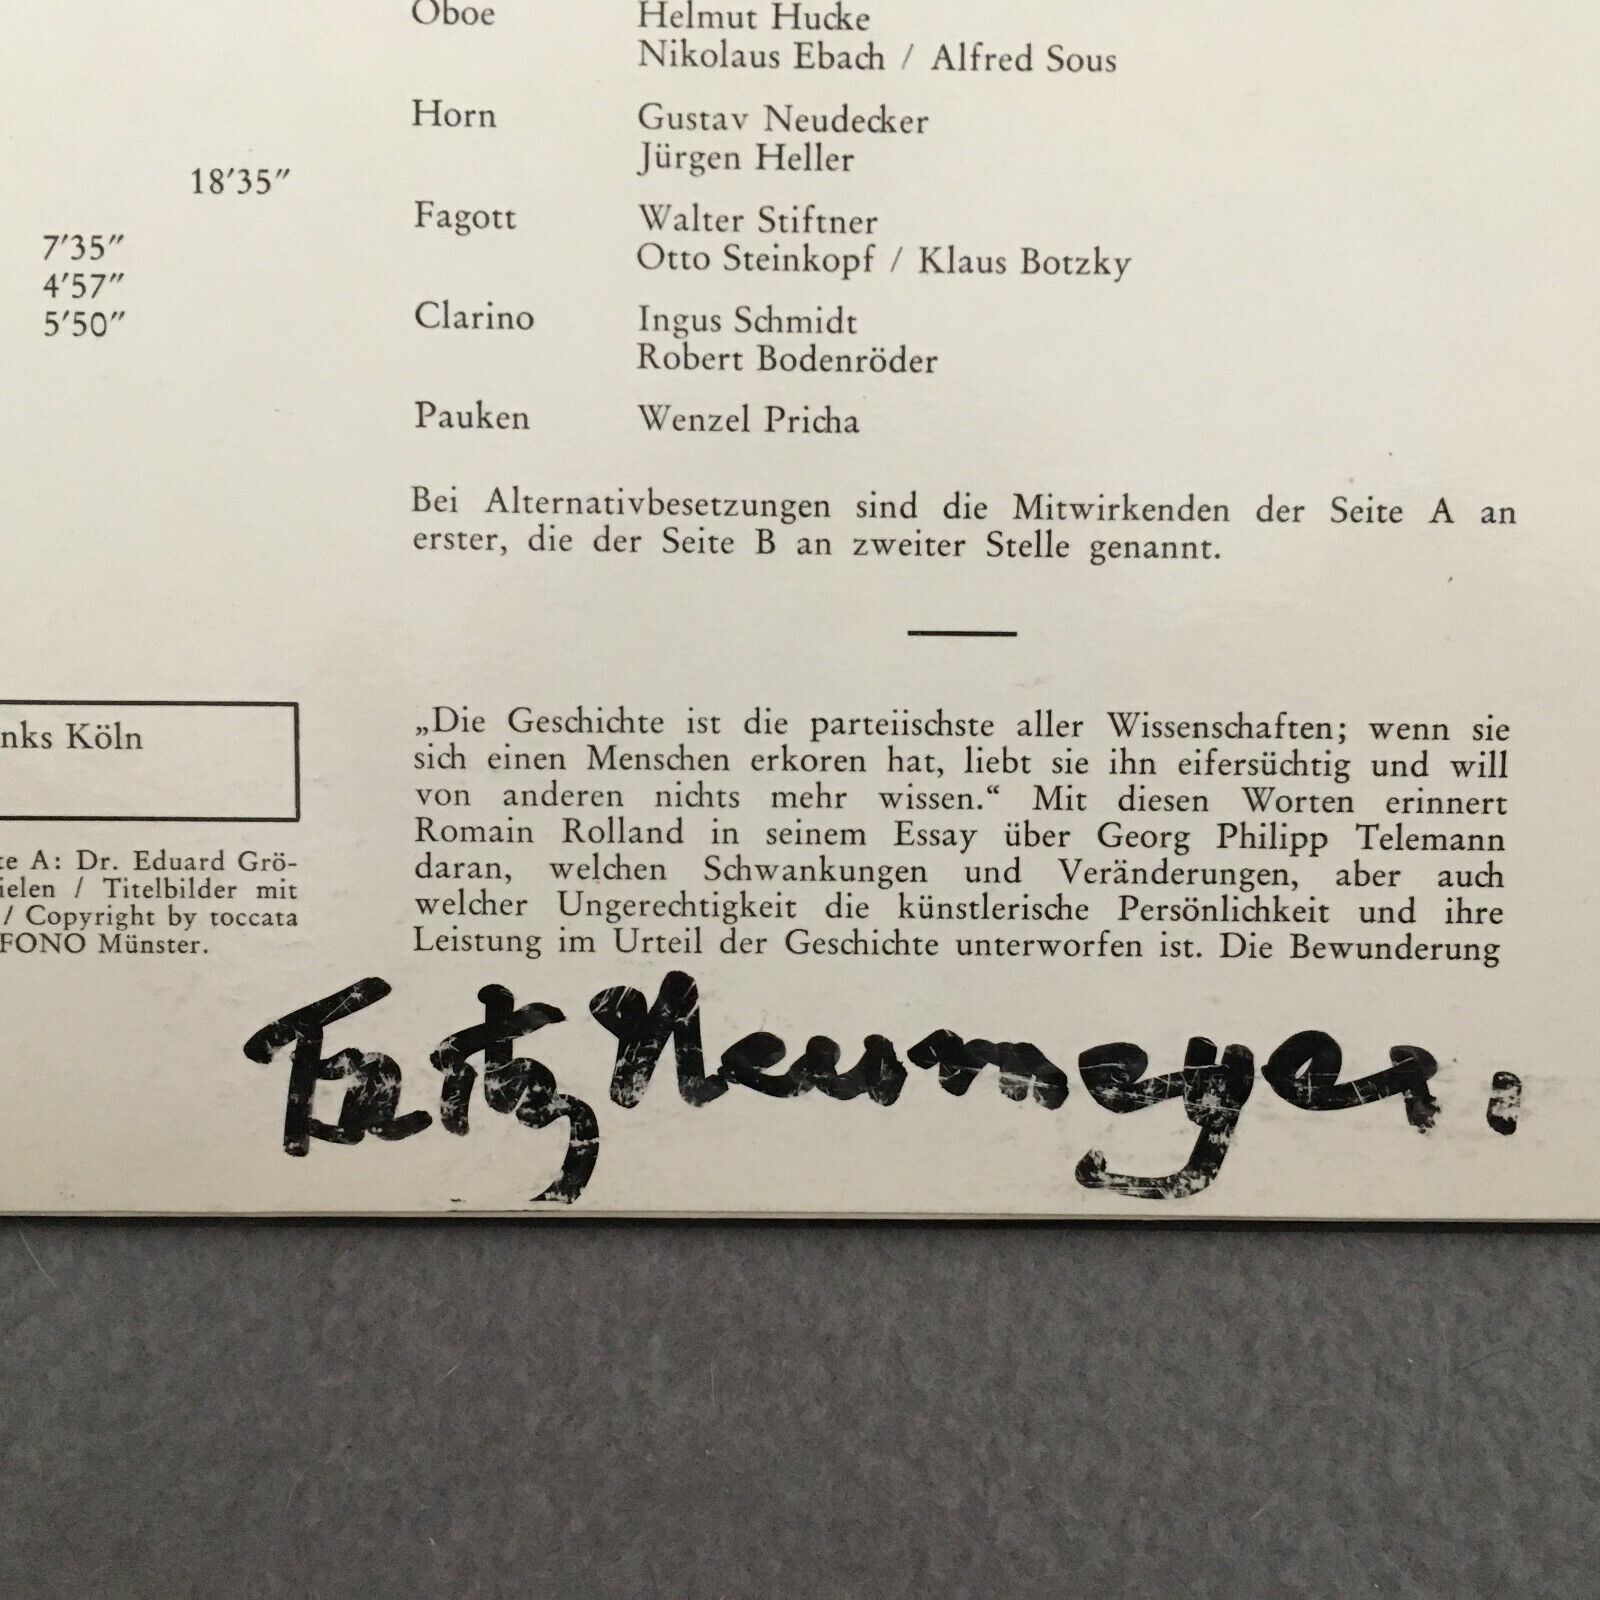 Oboe Helmut Hucke
Nikolaus Ebach / Alfred Sous
Horn Gustav Neudecker
Jürgen Heller
Fagott Walter Stiftner
Otto Steinkopf / Klaus Botzky
Clarino Ingus Schmidt
Robert Bodenröder
Pauken Wenzel Pricha
18′35″
7′35″
4′57″
5′50″
Bei Alternativbesetzungen sind die Mitwirkenden der Seite A an
erster, die der Seite B an zweiter Stelle genannt.
nks Köln
te A: Dr. Eduard Grö-
ielen / Titelbilder mit
/ Copyright by toccata
FONO Münster.
„Die Geschichte ist die parteiischste aller Wissenschaften; wenn sie
sich einen Menschen erkoren hat, liebt sie ihn eifersüchtig und will
von anderen nichts mehr wissen.“ Mit diesen Worten erinnert
Romain Rolland in seinem Essay über Georg Philipp Telemann
daran, welchen Schwankungen und Veränderungen, aber auch
welcher Ungerechtigkeit die künstlerische Persönlichkeit und ihre
Leistung im Urteil der Geschichte unterworfen ist. Die Bewunderung
Fritz Neumeyer.